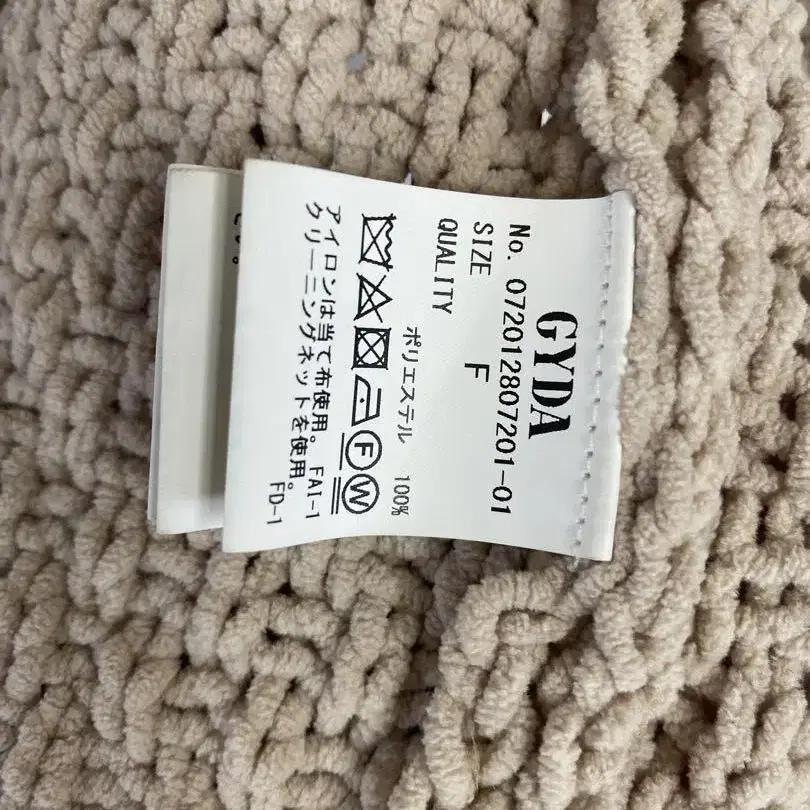 GYDA
No. 072012807201-01
SIZE F
QUALITY
ポリエステル 100%
F W
アイロンは当て布使用。 FAI-1
クリーニングネットを使用。 FD-1